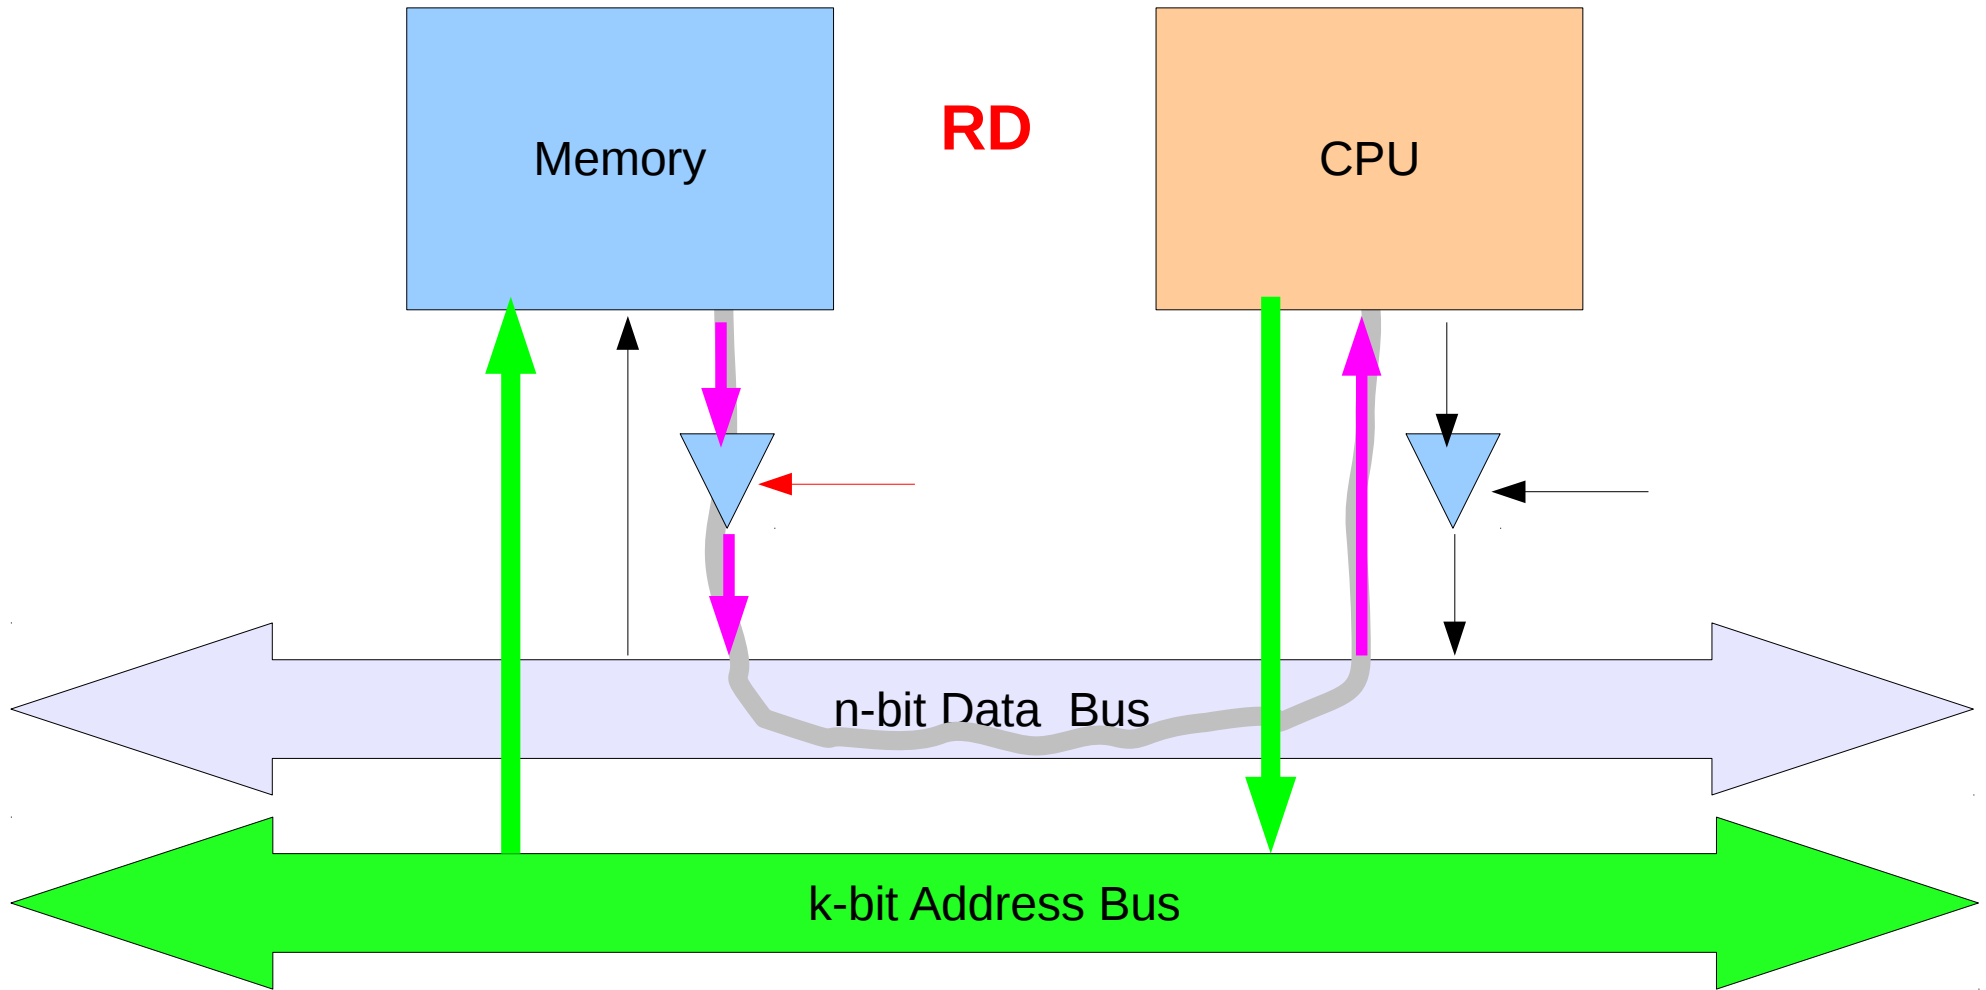 RD
Memory
CPU
n-bit Data  Bus
k-bit Address Bus